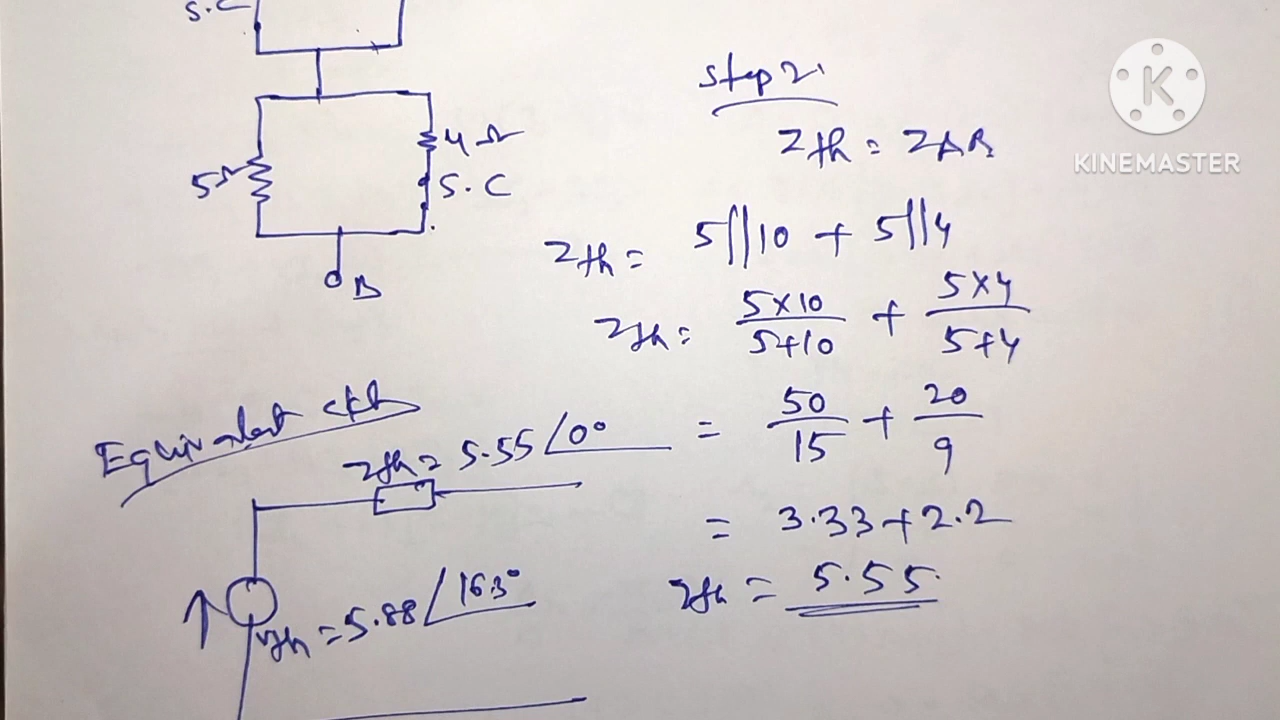 S.C
5Ω
4Ω
S.C
B
Step 2:
Zth = ZAB
Zth = 5||10 + 5||4
Zth = 5×10/5+10 + 5×4/5+4
= 50/15 + 20/9
= 3.33+2.2
Zth = 5.55
Equivalent ckt
Zth = 5.55∠0°
Vth = 5.88∠163°
KINEMASTER